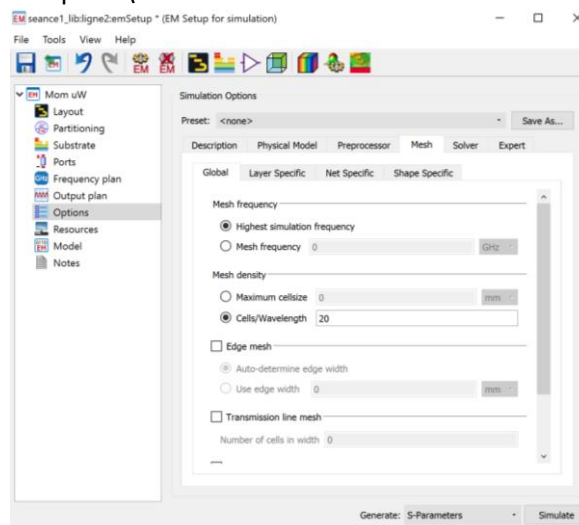 EM seance1_lib:ligne2:emSetup * (EM Setup for simulation)
File Tools View Help
EM EM
EM Mom uW
Layout
Partitioning
Substrate
Ports
GHz Frequency plan
Output plan
Options
Resources
EM Model
Notes
Simulation Options
Preset: <none> Save As...
Description Physical Model Preprocessor Mesh Solver Expert
Global Layer Specific Net Specific Shape Specific
Mesh frequency
Highest simulation frequency
Mesh frequency 0 GHz
Mesh density
Maximum cellsize 0 mm
Cells/Wavelength 20
Edge mesh
Auto-determine edge width
Use edge width 0 mm
Transmission line mesh
Number of cells in width 0
Generate: S-Parameters Simulate